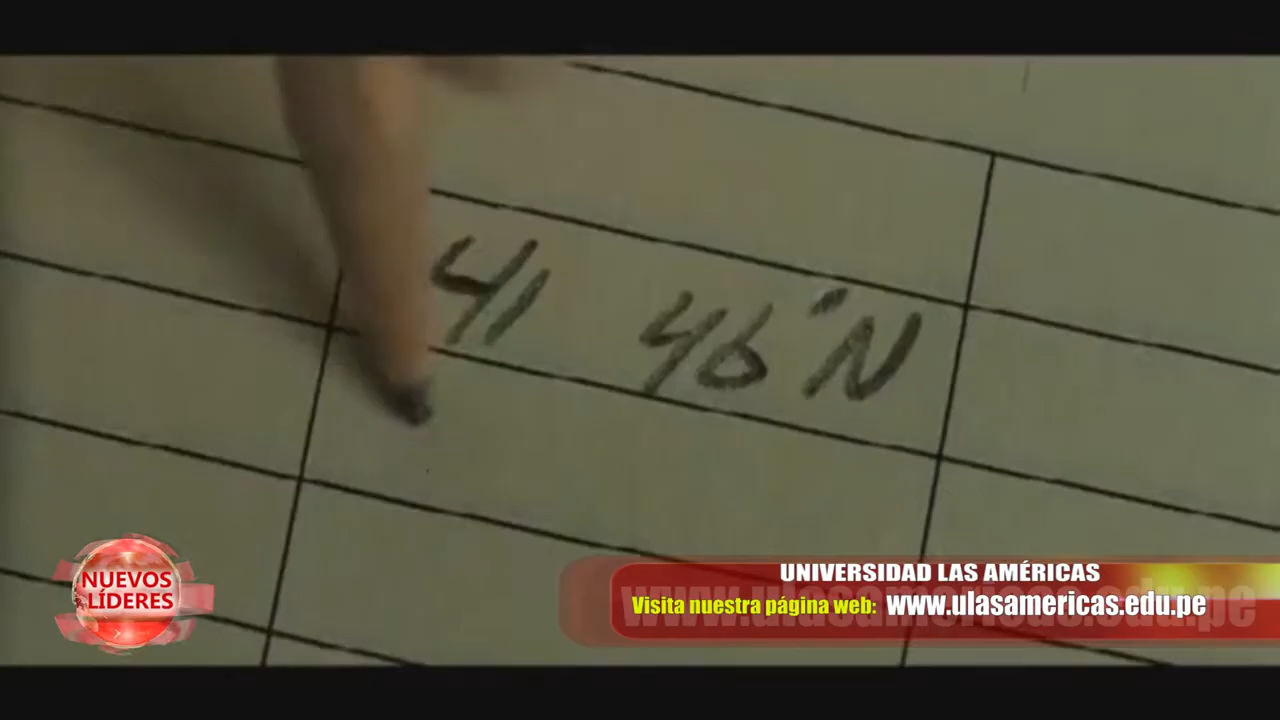 41 46°N
NUEVOS
LÍDERES
UNIVERSIDAD LAS AMÉRICAS
Visita nuestra página web: www.ulasamericas.edu.pe